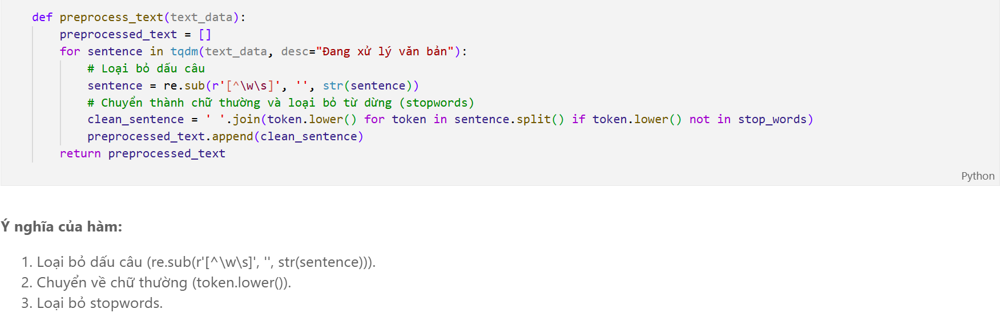 def preprocess_text(text_data):
    preprocessed_text = []
    for sentence in tqdm(text_data, desc="Đang xử lý văn bản"):
        # Loại bỏ dấu câu
        sentence = re.sub(r'[^\w\s]', '', str(sentence))
        # Chuyển thành chữ thường và loại bỏ từ dừng (stopwords)
        clean_sentence = ' '.join(token.lower() for token in sentence.split() if token.lower() not in stop_words)
        preprocessed_text.append(clean_sentence)
    return preprocessed_text
Python
Ý nghĩa của hàm:
1. Loại bỏ dấu câu (re.sub(r'[^\w\s]', '', str(sentence))).
2. Chuyển về chữ thường (token.lower()).
3. Loại bỏ stopwords.